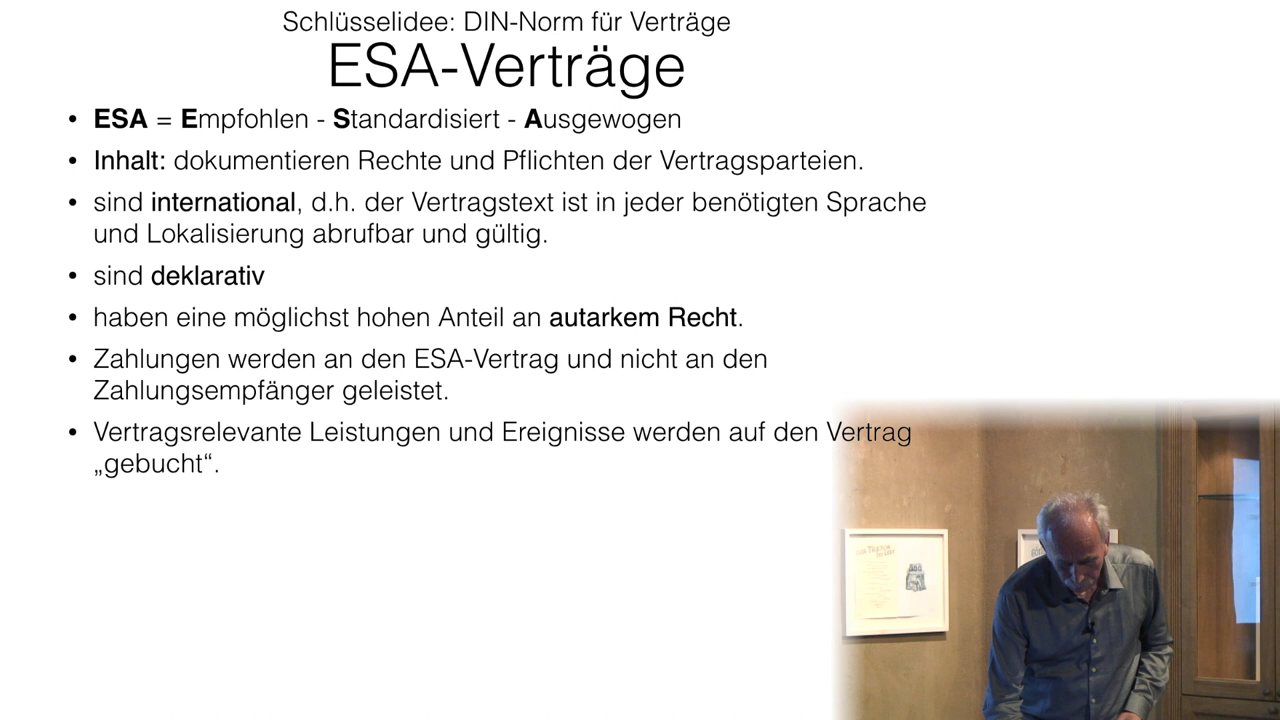 Schlüsselidee: DIN-Norm für Verträge
ESA-Verträge
• ESA = Empfohlen - Standardisiert - Ausgewogen
• Inhalt: dokumentieren Rechte und Pflichten der Vertragsparteien.
• sind international, d.h. der Vertragstext ist in jeder benötigten Sprache
und Lokalisierung abrufbar und gültig.
• sind deklarativ
• haben eine möglichst hohen Anteil an autarkem Recht.
• Zahlungen werden an den ESA-Vertrag und nicht an den
Zahlungsempfänger geleistet.
• Vertragsrelevante Leistungen und Ereignisse werden auf den Vertrag
„gebucht“.